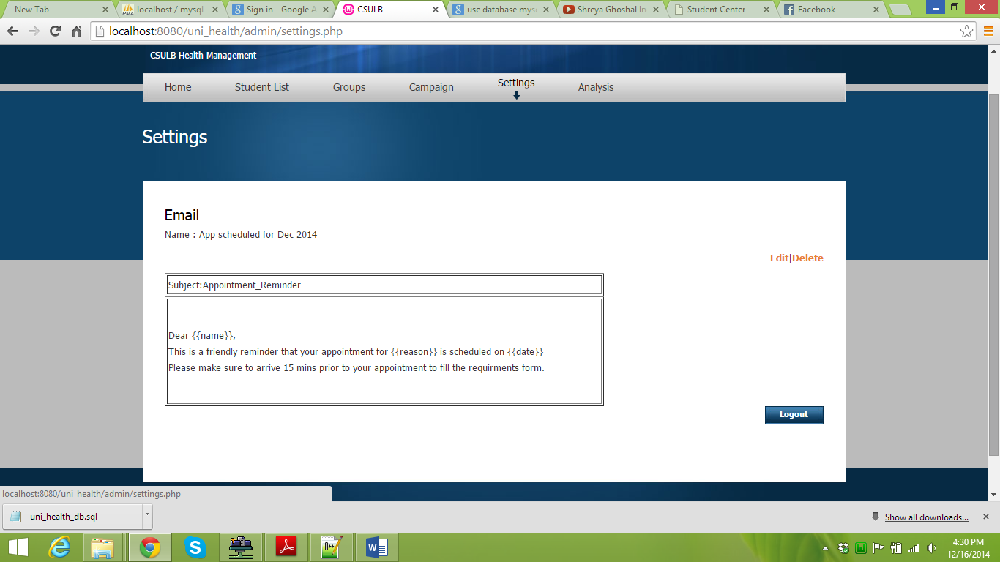 New Tab
localhost / mysql
Sign in - Google A
CSULB
use database mysq
Shreya Ghoshal In
Student Center
Facebook
localhost:8080/uni_health/admin/settings.php
CSULB Health Management
Home
Student List
Groups
Campaign
Settings
Analysis
Settings
Email
Name : App scheduled for Dec 2014
Edit|Delete
Subject:Appointment_Reminder
Dear {{name}},
This is a friendly reminder that your appointment for {{reason}} is scheduled on {{date}}
Please make sure to arrive 15 mins prior to your appointment to fill the requirments form.
Logout
localhost:8080/uni_health/admin/settings.php
uni_health_db.sql
Show all downloads...
4:30 PM
12/16/2014